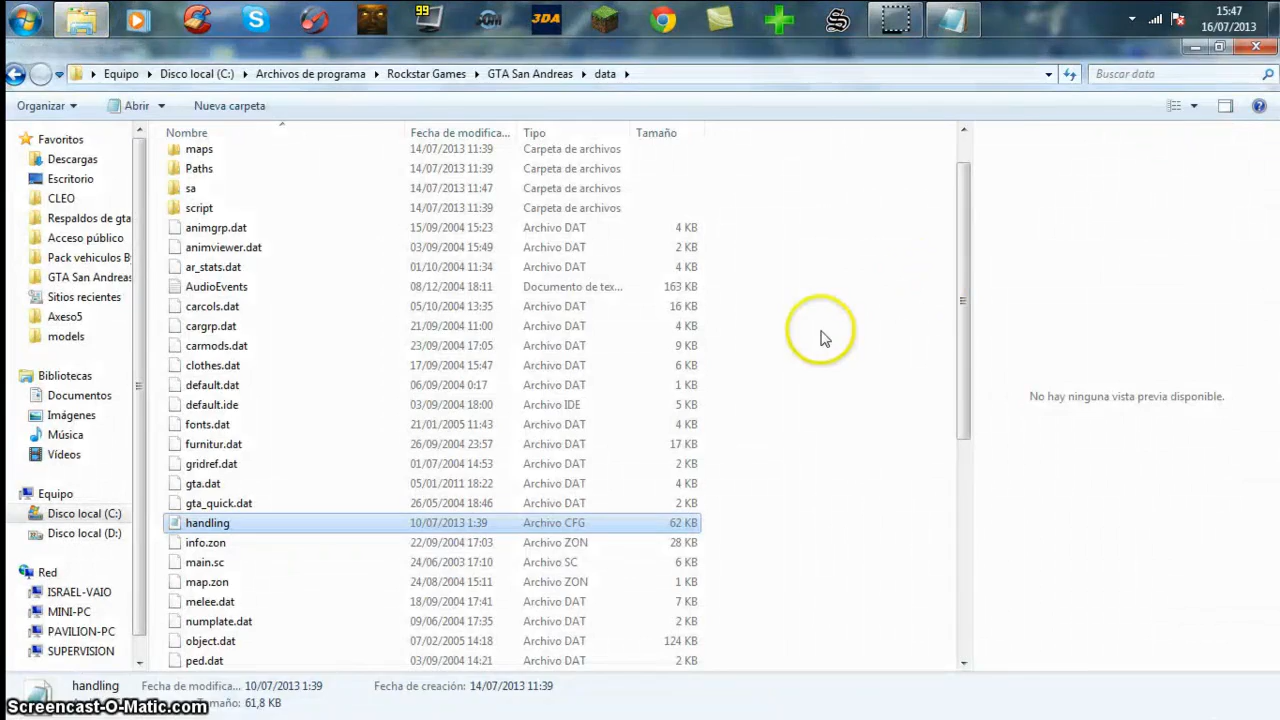 99
3DA
15:47
16/07/2013
Equipo
Disco local (C:)
Archivos de programa
Rockstar Games
GTA San Andreas
data
Buscar data
Organizar
Abrir
Nueva carpeta
Nombre
Fecha de modifica...
Tipo
Tamaño
Favoritos
Descargas
Escritorio
CLEO
Respaldos de gta
Acceso público
Pack vehiculos B
GTA San Andreas
Sitios recientes
Axeso5
models
Bibliotecas
Documentos
Imágenes
Música
Vídeos
Equipo
Disco local (C:)
Disco local (D:)
Red
ISRAEL-VAIO
MINI-PC
PAVILION-PC
SUPERVISION
maps 14/07/2013 11:39 Carpeta de archivos
Paths 14/07/2013 11:39 Carpeta de archivos
sa 14/07/2013 11:47 Carpeta de archivos
script 14/07/2013 11:39 Carpeta de archivos
animgrp.dat 15/09/2004 15:23 Archivo DAT 4 KB
animviewer.dat 03/09/2004 15:49 Archivo DAT 2 KB
ar_stats.dat 01/10/2004 11:34 Archivo DAT 4 KB
AudioEvents 08/12/2004 18:11 Documento de tex... 163 KB
carcols.dat 05/10/2004 13:35 Archivo DAT 16 KB
cargrp.dat 21/09/2004 11:00 Archivo DAT 4 KB
carmods.dat 23/09/2004 17:05 Archivo DAT 9 KB
clothes.dat 17/09/2004 15:47 Archivo DAT 6 KB
default.dat 06/09/2004 0:17 Archivo DAT 1 KB
default.ide 03/09/2004 18:00 Archivo IDE 5 KB
fonts.dat 21/01/2005 11:43 Archivo DAT 4 KB
furnitur.dat 26/09/2004 23:57 Archivo DAT 17 KB
gridref.dat 01/07/2004 14:53 Archivo DAT 2 KB
gta.dat 05/01/2011 18:22 Archivo DAT 4 KB
gta_quick.dat 26/05/2004 18:46 Archivo DAT 2 KB
handling 10/07/2013 1:39 Archivo CFG 62 KB
info.zon 22/09/2004 17:03 Archivo ZON 28 KB
main.sc 24/06/2003 17:10 Archivo SC 6 KB
map.zon 24/08/2004 15:11 Archivo ZON 1 KB
melee.dat 18/09/2004 17:41 Archivo DAT 7 KB
numplate.dat 09/06/2004 17:35 Archivo DAT 2 KB
object.dat 07/02/2005 14:18 Archivo DAT 124 KB
ped.dat 03/09/2004 14:21 Archivo DAT 2 KB
No hay ninguna vista previa disponible.
handling Fecha de modifica... 10/07/2013 1:39 Fecha de creación: 14/07/2013 11:39
Tamaño: 61,8 KB
Screencast-O-Matic.com